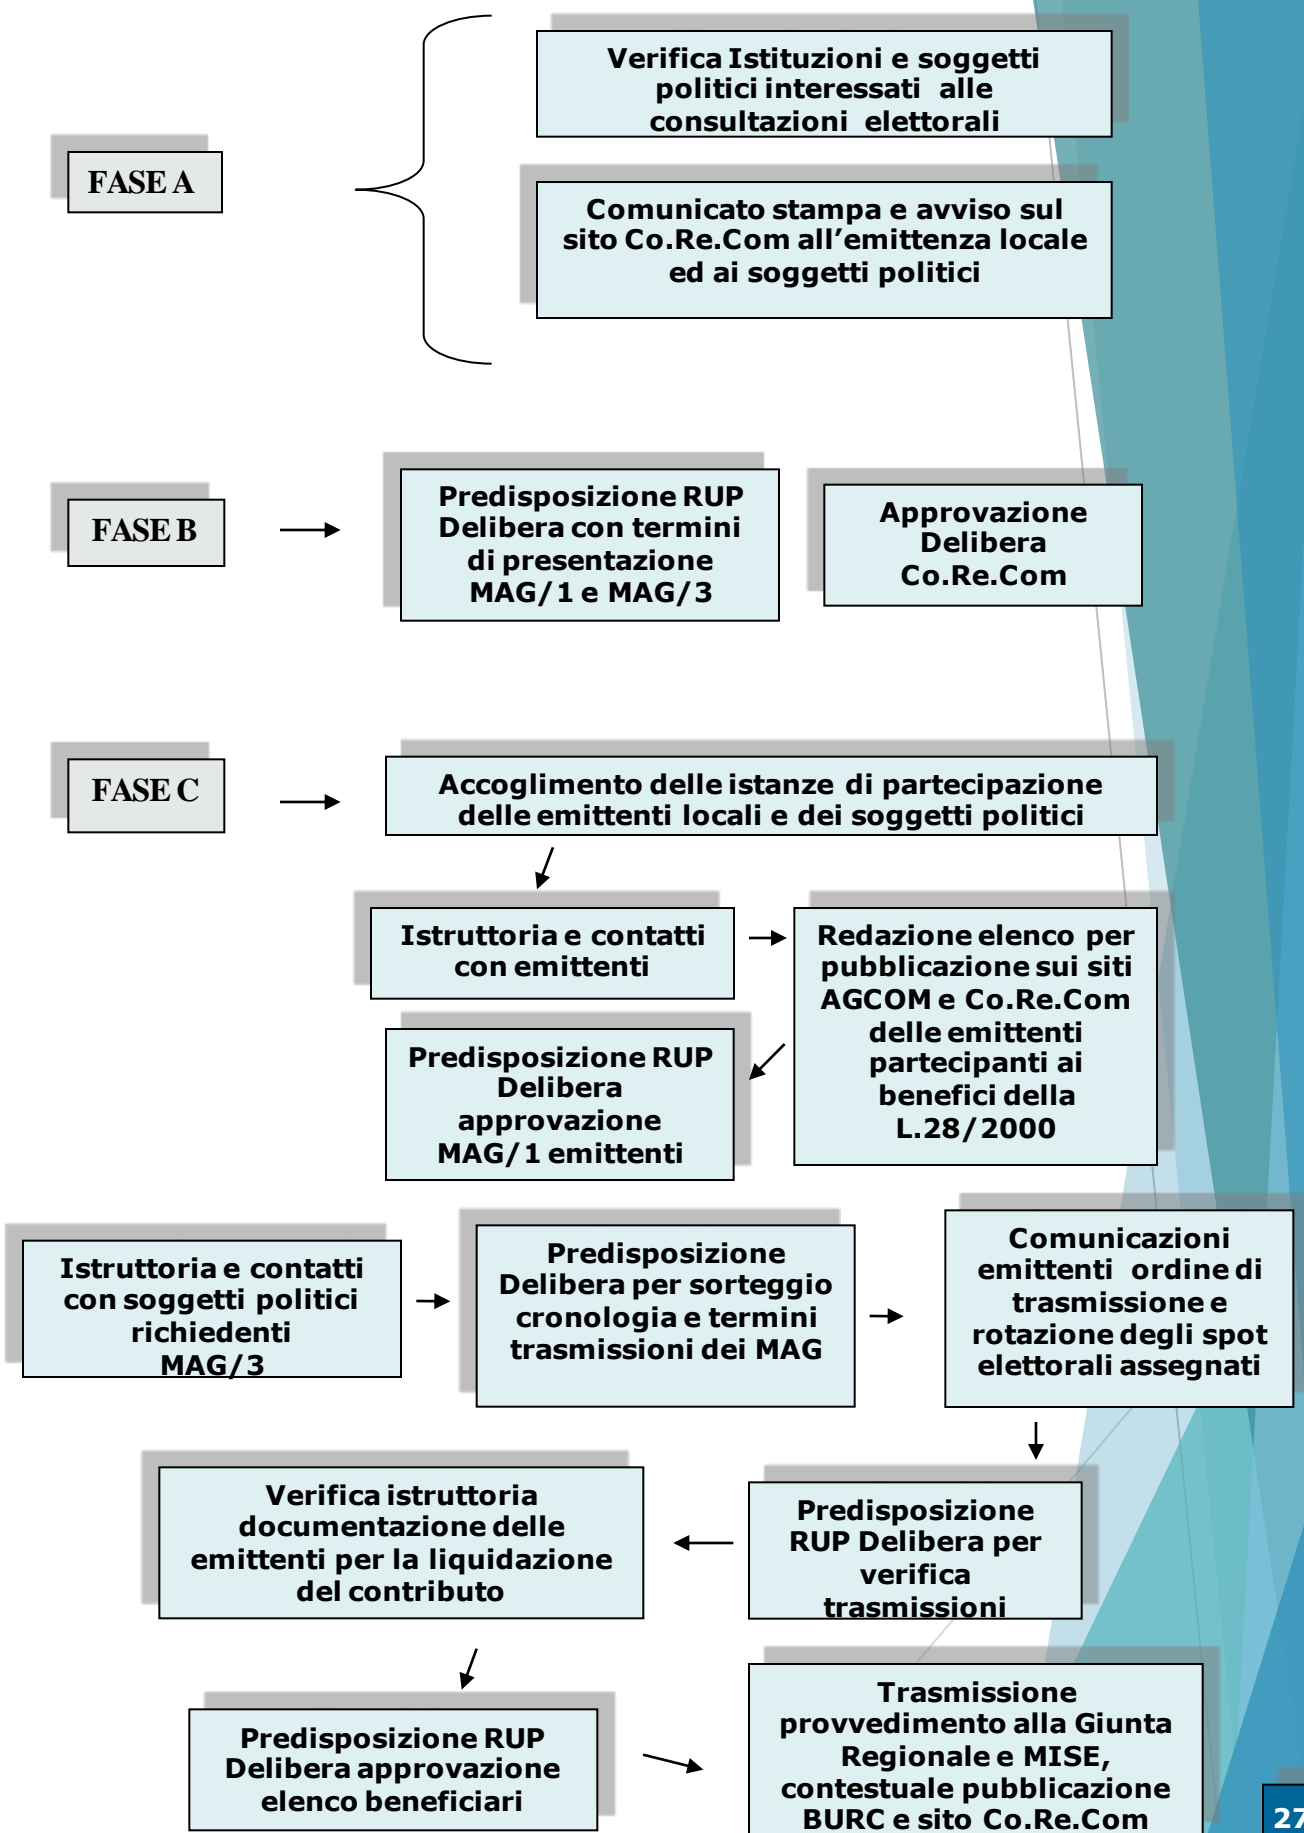 Verifica Istituzioni e soggetti
politici interessati alle
consultazioni elettorali
FASE A
Comunicato stampa e avviso sul
sito Co.Re.Com all’emittenza locale
ed ai soggetti politici
FASE B
Predisposizione RUP
Delibera con termini
di presentazione
MAG/1 e MAG/3
Approvazione
Delibera
Co.Re.Com
FASE C
Accoglimento delle istanze di partecipazione
delle emittenti locali e dei soggetti politici
Istruttoria e contatti
con emittenti
Redazione elenco per
pubblicazione sui siti
AGCOM e Co.Re.Com
delle emittenti
partecipanti ai
benefici della
L.28/2000
Predisposizione RUP
Delibera
approvazione
MAG/1 emittenti
Istruttoria e contatti
con soggetti politici
richiedenti
MAG/3
Predisposizione
Delibera per sorteggio
cronologia e termini
trasmissioni dei MAG
Comunicazioni
emittenti ordine di
trasmissione e
rotazione degli spot
elettorali assegnati
Verifica istruttoria
documentazione delle
emittenti per la liquidazione
del contributo
Predisposizione
RUP Delibera per
verifica
trasmissioni
Predisposizione RUP
Delibera approvazione
elenco beneficiari
Trasmissione
provvedimento alla Giunta
Regionale e MISE,
contestuale pubblicazione
BURC e sito Co.Re.Com
27